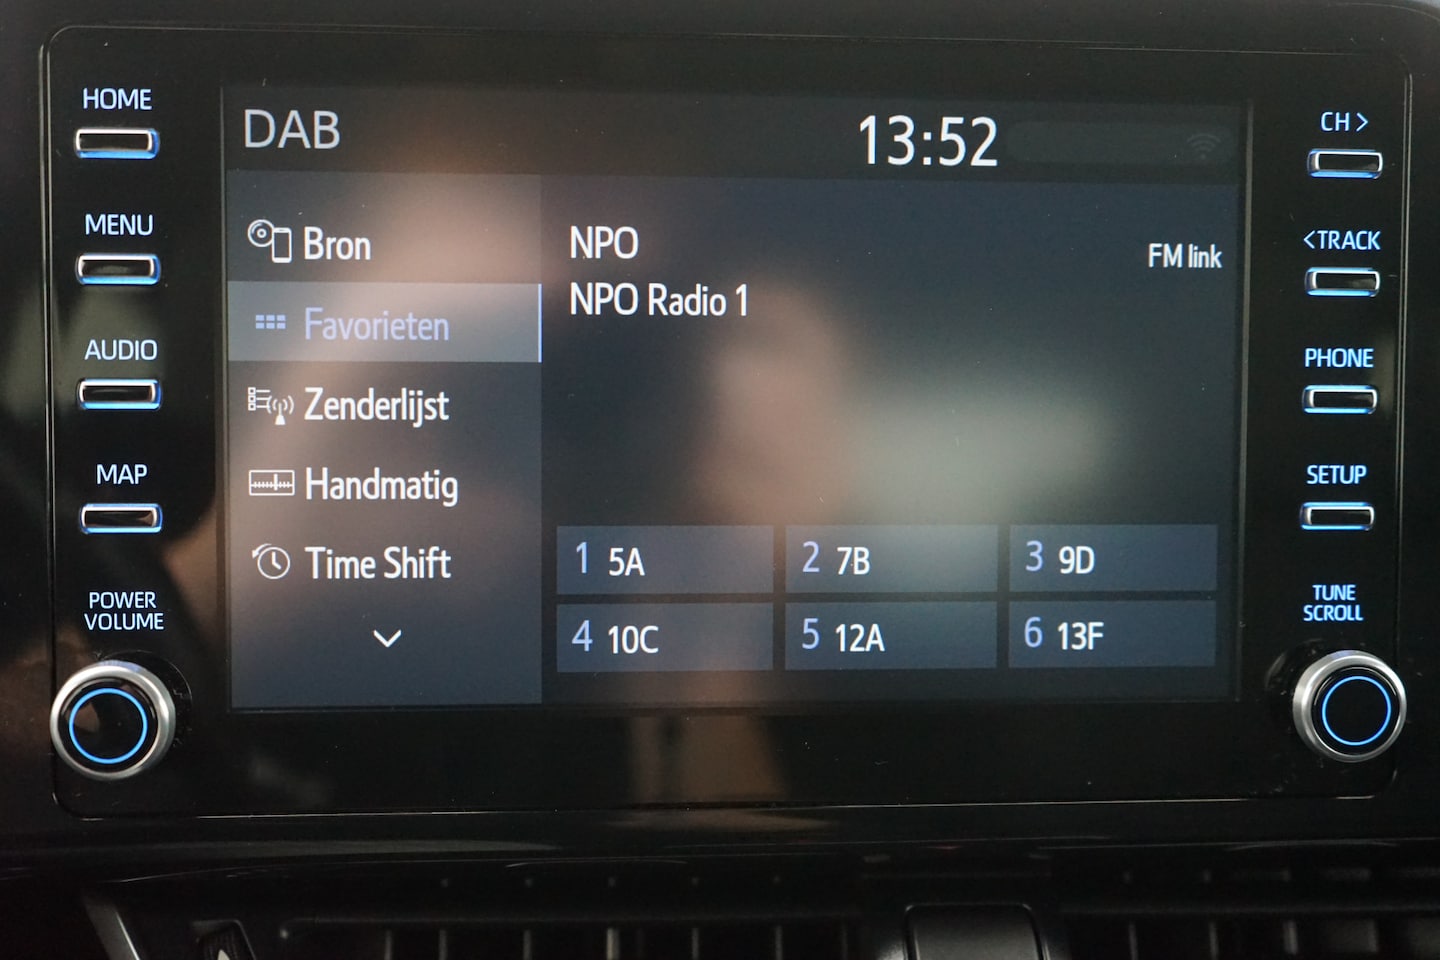 HOME
MENU
AUDIO
MAP
POWER
VOLUME
DAB
13:52
Bron
Favorieten
Zenderlijst
Handmatig
Time Shift
NPO
FM link
NPO Radio 1
1 5A
2 7B
3 9D
4 10C
5 12A
6 13F
CH >
<TRACK
PHONE
SETUP
TUNE
SCROLL